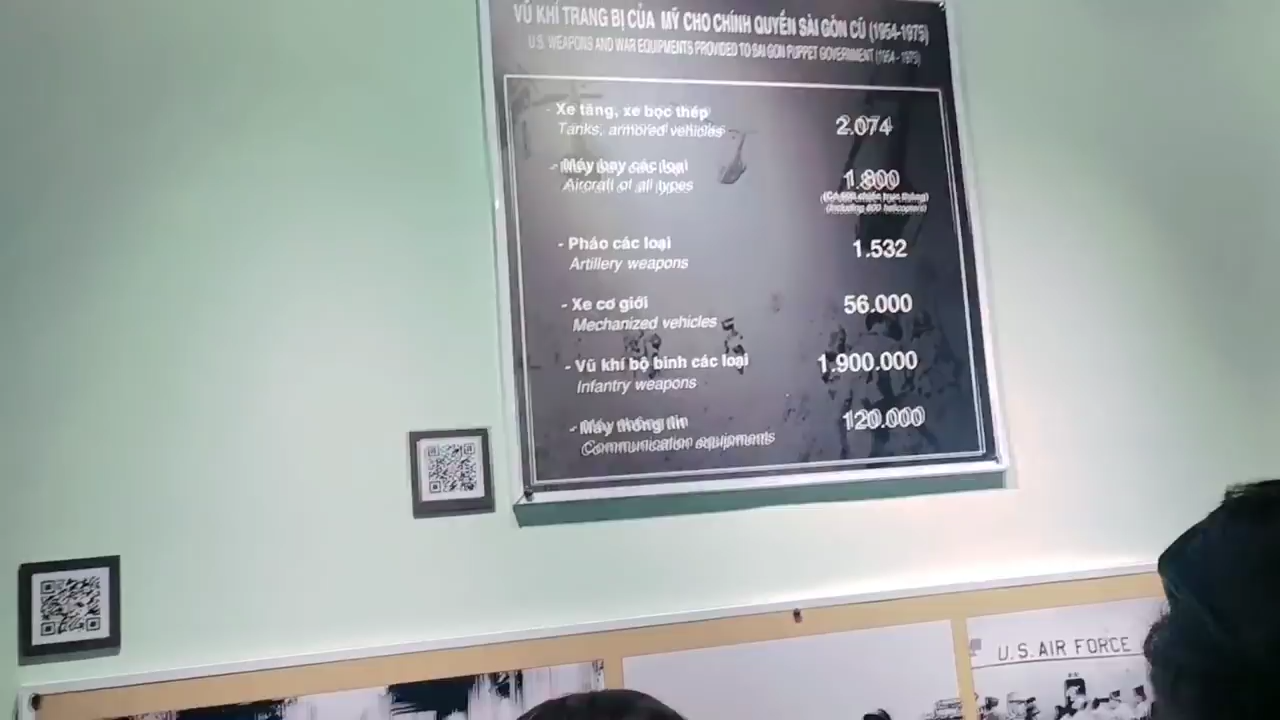 VŨ KHÍ TRANG BỊ CỦA MỸ CHO CHÍNH QUYỀN SÀI GÒN CŨ (1954-1975)
U.S. WEAPONS AND WAR EQUIPMENTS PROVIDED TO SAI GON PUPPET GOVERNMENT (1954 - 1975)
- Xe tăng, xe bọc thép
Tanks, armored vehicles
2.074
- Máy bay các loại
Aircraft of all types
1.800
(Including 600 helicopters)
- Pháo các loại
Artillery weapons
1.532
- Xe cơ giới
Mechanized vehicles
56.000
- Vũ khí bộ binh các loại
Infantry weapons
1.900.000
- Máy thông tin
Communication equipments
120.000
U.S. AIR FORCE